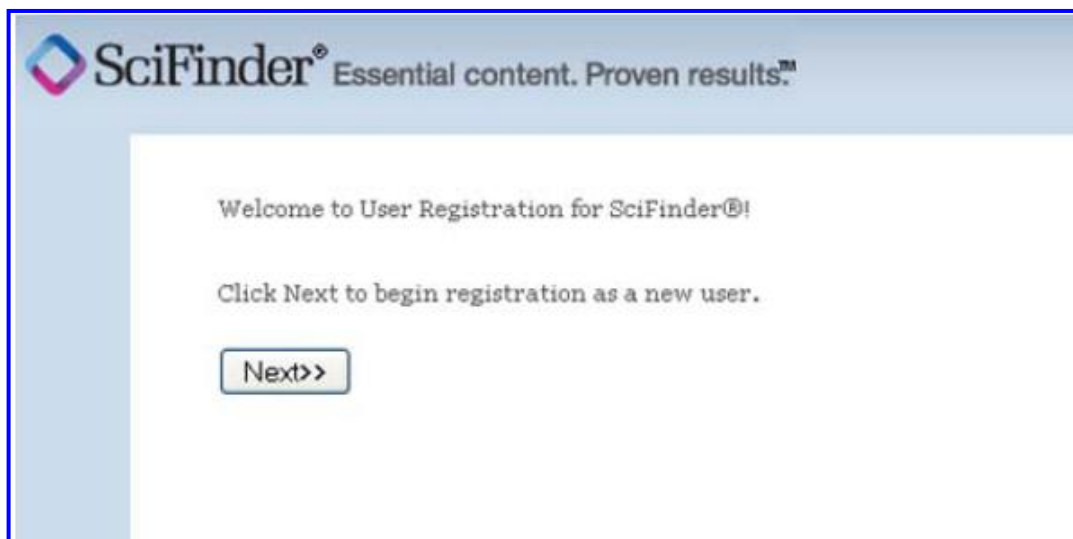 SciFinder® Essential content. Proven results.™
Welcome to User Registration for SciFinder®!
Click Next to begin registration as a new user.
Next>>